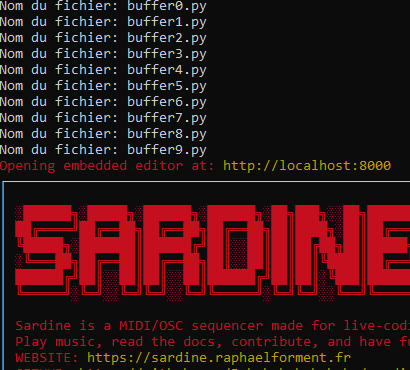 Nom du fichier: buffer0.py
Nom du fichier: buffer1.py
Nom du fichier: buffer2.py
Nom du fichier: buffer3.py
Nom du fichier: buffer4.py
Nom du fichier: buffer5.py
Nom du fichier: buffer6.py
Nom du fichier: buffer7.py
Nom du fichier: buffer8.py
Nom du fichier: buffer9.py
Opening embedded editor at: http://localhost:8000
SARDINE
Sardine is a MIDI/OSC sequencer made for live-codi
Play music, read the docs, contribute, and have fu
WEBSITE: https://sardine.raphaelforment.fr